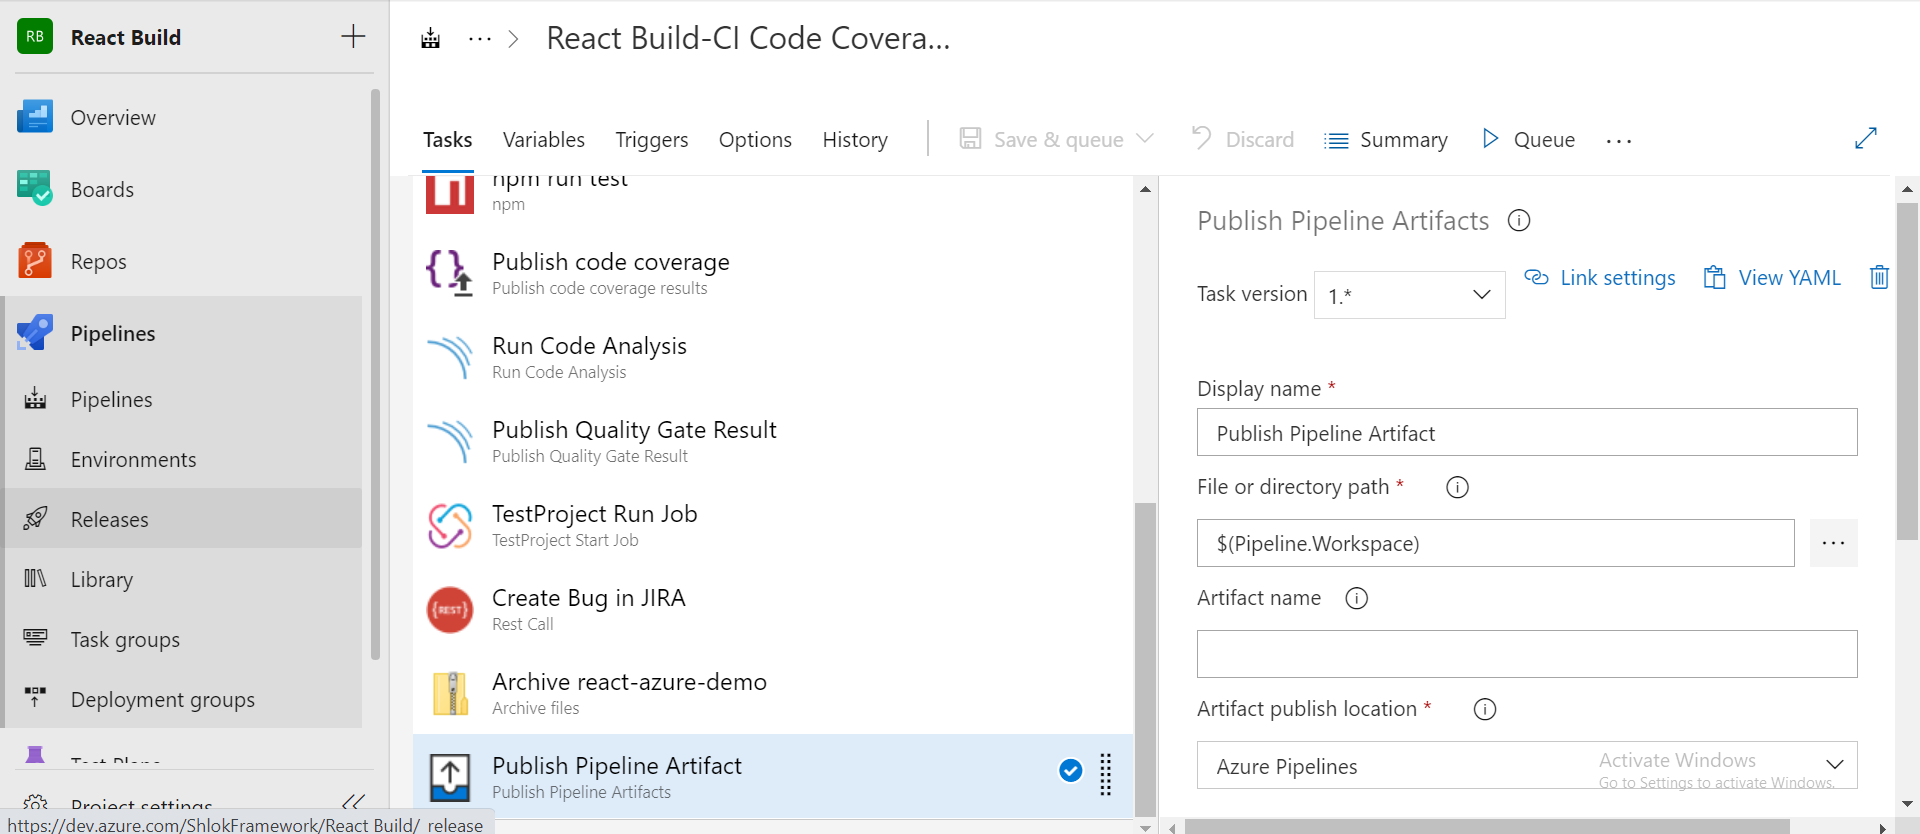 RB React Build
React Build-CI Code Covera...
Overview
Boards
Repos
Pipelines
Pipelines
Environments
Releases
Library
Task groups
Deployment groups
Test Plans
Project settings
https://dev.azure.com/ShlokFramework/React Build/_release
Tasks Variables Triggers Options History Save & queue Discard Summary Queue
npm run test
npm
Publish code coverage
Publish code coverage results
Run Code Analysis
Run Code Analysis
Publish Quality Gate Result
Publish Quality Gate Result
TestProject Run Job
TestProject Start Job
{REST}
Create Bug in JIRA
Rest Call
Archive react-azure-demo
Archive files
Publish Pipeline Artifact
Publish Pipeline Artifacts
Publish Pipeline Artifacts
Task version 1.* Link settings View YAML
Display name *
Publish Pipeline Artifact
File or directory path *
$(Pipeline.Workspace)
Artifact name
Artifact publish location *
Azure Pipelines
Activate Windows
Go to Settings to activate Windows.